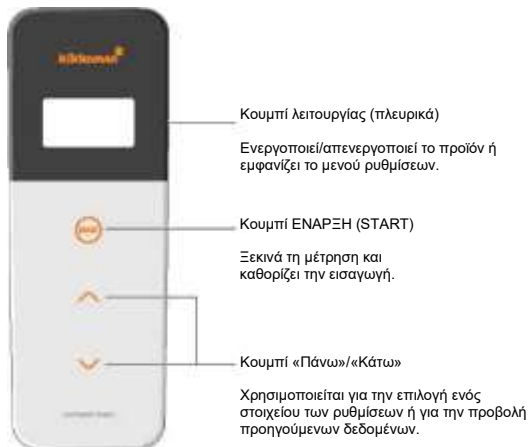 kikkoman
Κουμπί λειτουργίας (πλευρικά)
Ενεργοποιεί/απενεργοποιεί το προϊόν ή
εμφανίζει το μενού ρυθμίσεων.
Κουμπί ΕΝΑΡΞΗ (START)
Ξεκινά τη μέτρηση και
καθορίζει την εισαγωγή.
Κουμπί «Πάνω»/«Κάτω»
Χρησιμοποιείται για την επιλογή ενός
στοιχείου των ρυθμίσεων ή για την προβολή
προηγούμενων δεδομένων.